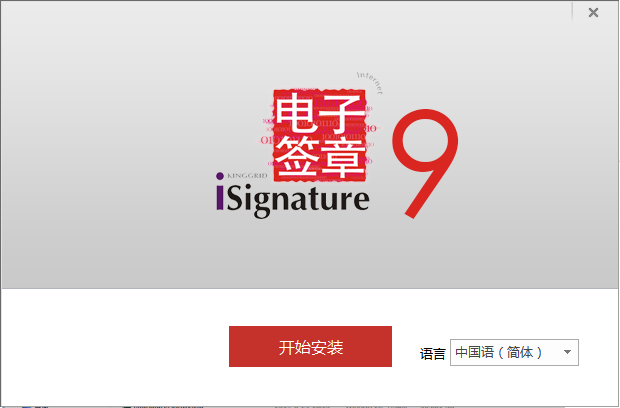 Internet
电子
签章
KINGGRID
iSignature
9
开始安装
语言
中国语（简体）